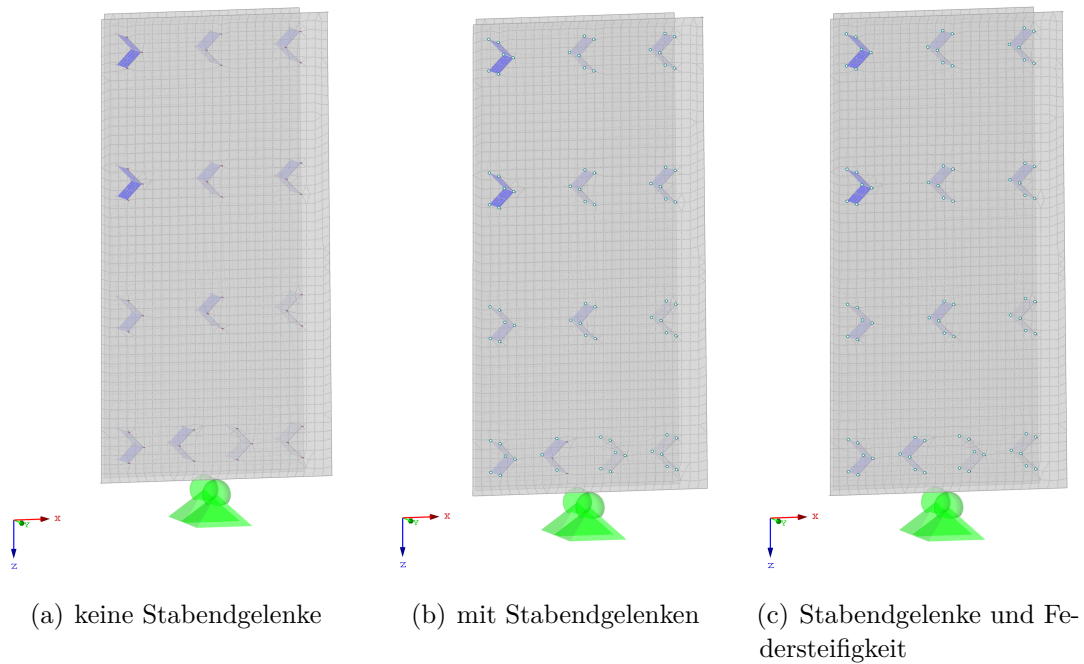 X
Y
Z
X
Y
Z
X
Y
Z
(a) keine Stabendgelenke
(b) mit Stabendgelenken
(c) Stabendgelenke und Fe-
dersteifigkeit